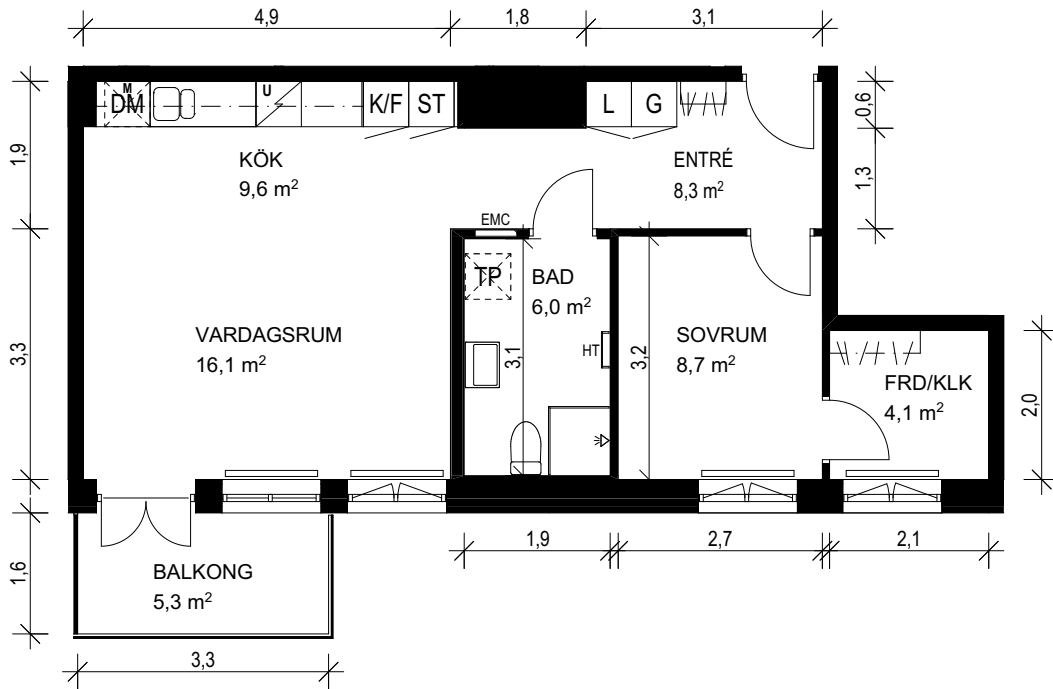 4,9
1,8
3,1
M
DM
U
K/F
ST
L
G
0,6
1,9
KÖK
9,6 m²
ENTRÉ
8,3 m²
1,3
EMC
TP
BAD
6,0 m²
VARDAGSRUM
16,1 m²
3,3
3,1
HT
3,2
SOVRUM
8,7 m²
FRD/KLK
4,1 m²
2,0
1,9
2,7
2,1
BALKONG
5,3 m²
1,6
3,3